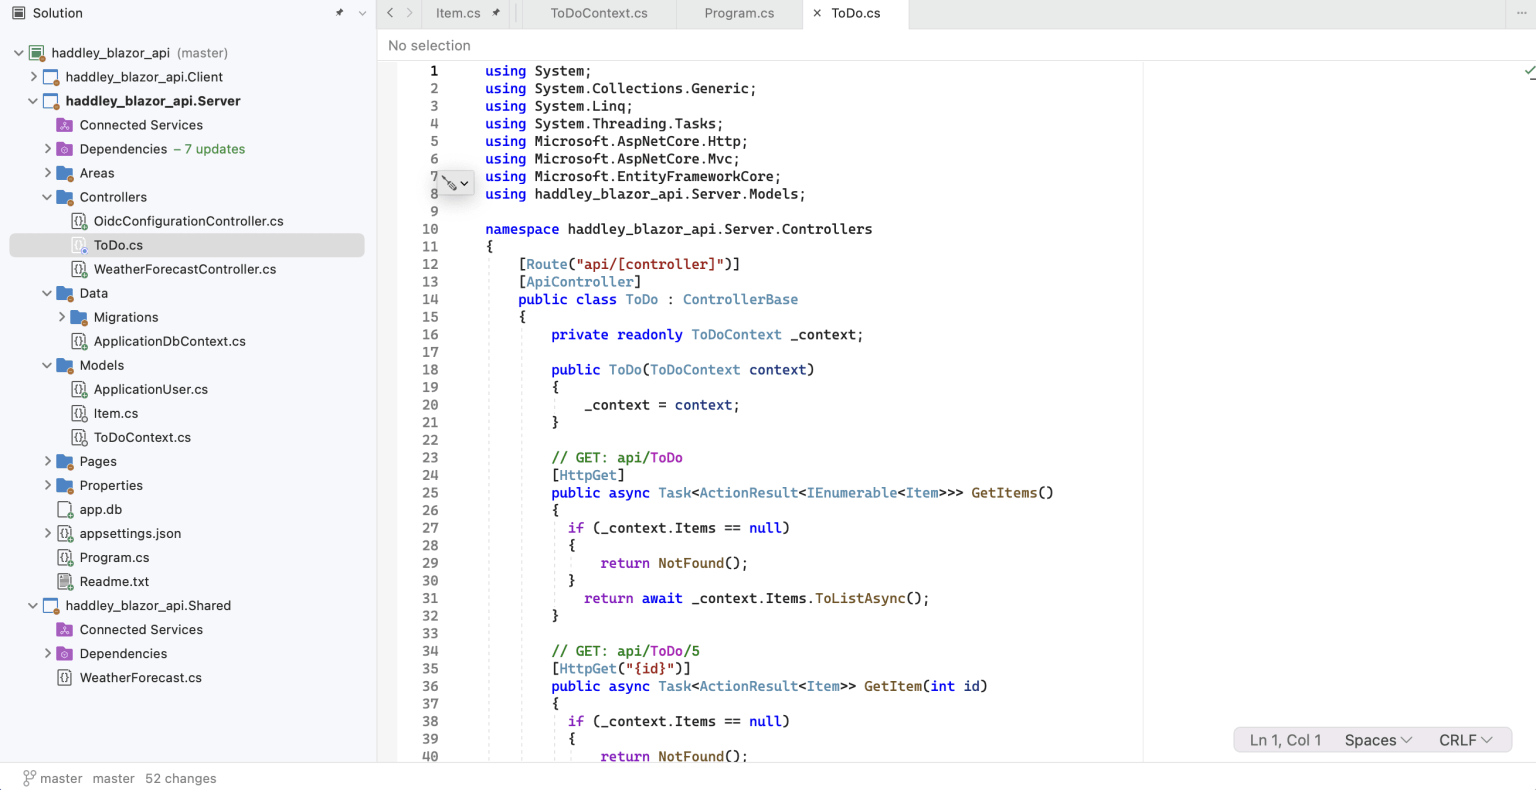 Solution
haddley_blazor_api (master)
haddley_blazor_api.Client
haddley_blazor_api.Server
Connected Services
Dependencies – 7 updates
Areas
Controllers
OidcConfigurationController.cs
ToDo.cs
WeatherForecastController.cs
Data
Migrations
ApplicationDbContext.cs
Models
ApplicationUser.cs
Item.cs
ToDoContext.cs
Pages
Properties
app.db
appsettings.json
Program.cs
Readme.txt
haddley_blazor_api.Shared
Connected Services
Dependencies
WeatherForecast.cs
Item.cs ToDoContext.cs Program.cs ToDo.cs
No selection
1 using System;
2 using System.Collections.Generic;
3 using System.Linq;
4 using System.Threading.Tasks;
5 using Microsoft.AspNetCore.Http;
6 using Microsoft.AspNetCore.Mvc;
7 using Microsoft.EntityFrameworkCore;
8 using haddley_blazor_api.Server.Models;
9
10 namespace haddley_blazor_api.Server.Controllers
11 {
12 [Route("api/[controller]")]
13 [ApiController]
14 public class ToDo : ControllerBase
15 {
16 private readonly ToDoContext _context;
17
18 public ToDo(ToDoContext context)
19 {
20 _context = context;
21 }
22
23 // GET: api/ToDo
24 [HttpGet]
25 public async Task<ActionResult<IEnumerable<Item>>> GetItems()
26 {
27 if (_context.Items == null)
28 {
29 return NotFound();
30 }
31 return await _context.Items.ToListAsync();
32 }
33
34 // GET: api/ToDo/5
35 [HttpGet("{id}")]
36 public async Task<ActionResult<Item>> GetItem(int id)
37 {
38 if (_context.Items == null)
39 {
40 return NotFound();
Ln 1, Col 1 Spaces CRLF
master master 52 changes